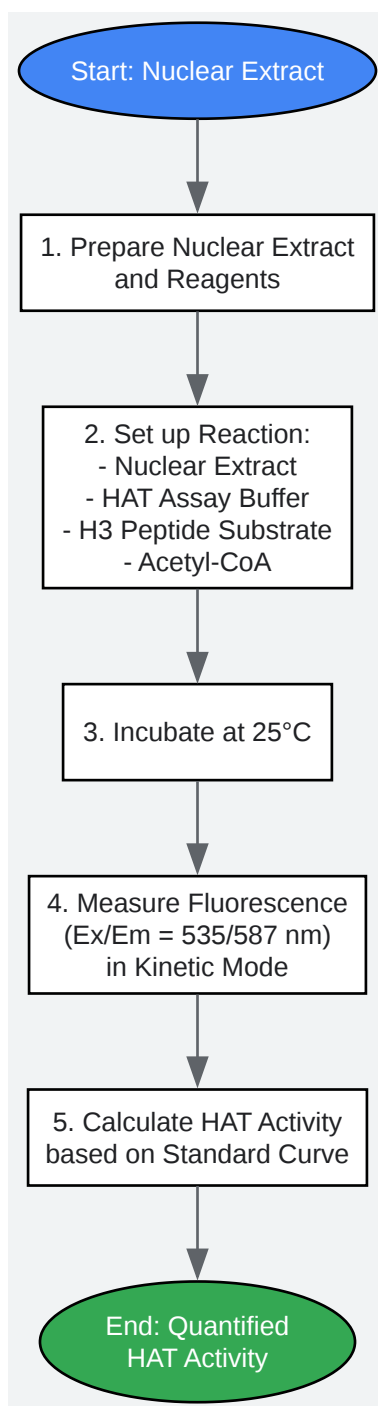 Start: Nuclear Extract
1. Prepare Nuclear Extract
and Reagents
2. Set up Reaction:
- Nuclear Extract
- HAT Assay Buffer
- H3 Peptide Substrate
- Acetyl-CoA
3. Incubate at 25°C
4. Measure Fluorescence
(Ex/Em = 535/587 nm)
in Kinetic Mode
5. Calculate HAT Activity
based on Standard Curve
End: Quantified
HAT Activity